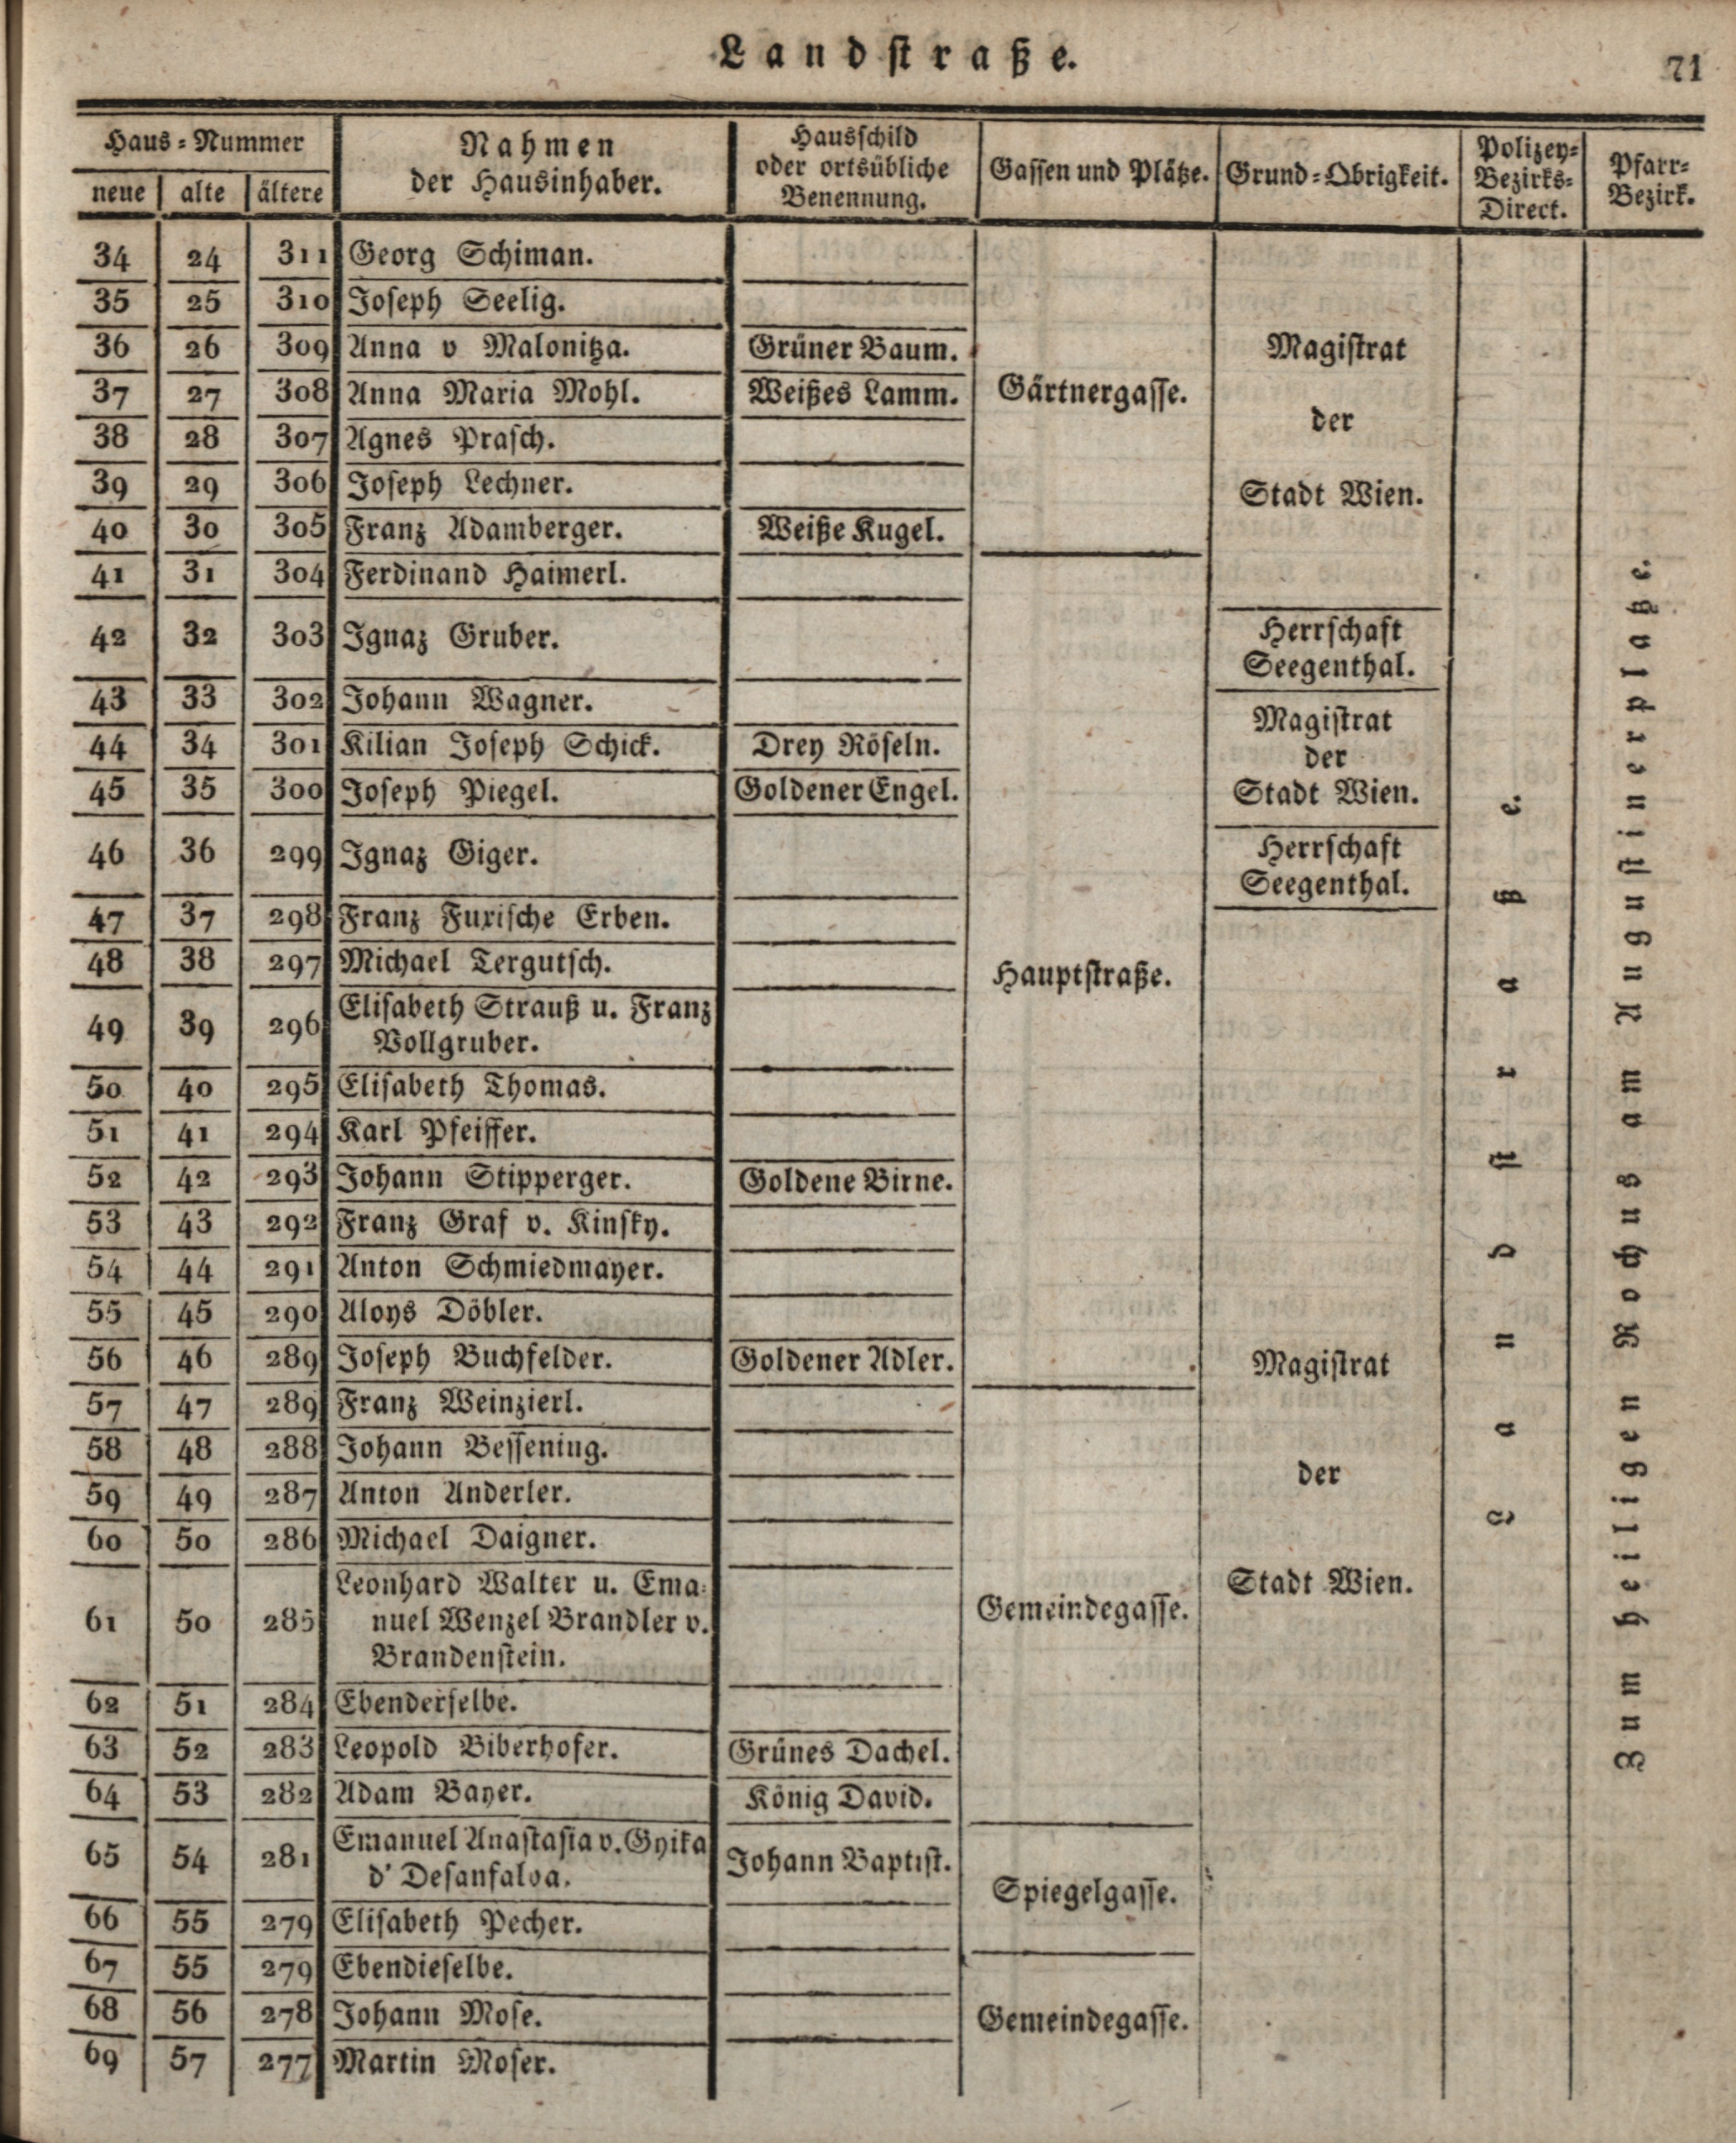 Landstraße.
71
Haus-Nummer
neue alte ältere
Nahmen
der Hausinhaber.
Hausschild
oder ortsübliche
Benennung.
Gassen und Plätze.
Grund-Obrigkeit.
Polizey-
Bezirks-
Direct.
Pfarr-
Bezirk.
34 24 311 Georg Schiman.
35 25 310 Joseph Seelig.
36 26 309 Anna v Malonitza. Grüner Baum.
37 27 308 Anna Maria Mohl. Weißes Lamm.
38 28 307 Agnes Prasch.
39 29 306 Joseph Lechner.
40 30 305 Franz Adamberger. Weiße Kugel.
41 31 304 Ferdinand Haimerl.
42 32 303 Ignaz Gruber.
43 33 302 Johann Wagner.
44 34 301 Kilian Joseph Schick. Drey Röseln.
45 35 300 Joseph Piegel. Goldener Engel.
46 36 299 Ignaz Giger.
47 37 298 Franz Furische Erben.
48 38 297 Michael Tergutsch.
49 39 296 Elisabeth Strauß u. Franz
Vollgruber.
50 40 295 Elisabeth Thomas.
51 41 294 Karl Pfeiffer.
52 42 293 Johann Stipperger. Goldene Birne.
53 43 292 Franz Graf v. Kinsky.
54 44 291 Anton Schmiedmayer.
55 45 290 Aloys Döbler.
56 46 289 Joseph Buchfelder. Goldener Adler.
57 47 289 Franz Weinzierl.
58 48 288 Johann Bessening.
59 49 287 Anton Anderler.
60 50 286 Michael Daigner.
61 50 285 Leonhard Walter u. Ema-
nuel Wenzel Brandler v.
Brandenstein.
62 51 284 Ebenderselbe.
63 52 283 Leopold Biberhofer. Grünes Dachel.
64 53 282 Adam Bayer. König David.
65 54 281 Emanuel Anastasia v. Gyika
d' Desanfalva. Johann Baptist.
66 55 279 Elisabeth Pecher.
67 55 279 Ebendieselbe.
68 56 278 Johann Mose.
69 57 277 Martin Moser.
Gärtnergasse.
Hauptstraße.
Gemeindegasse.
Spiegelgasse.
Gemeindegasse.
Magistrat
der
Stadt Wien.
Herrschaft
Seegenthal.
Magistrat
der
Stadt Wien.
Herrschaft
Seegenthal.
Magistrat
der
Stadt Wien.
Landstraße.
Zum heiligen Rochus am Augustinerplatze.